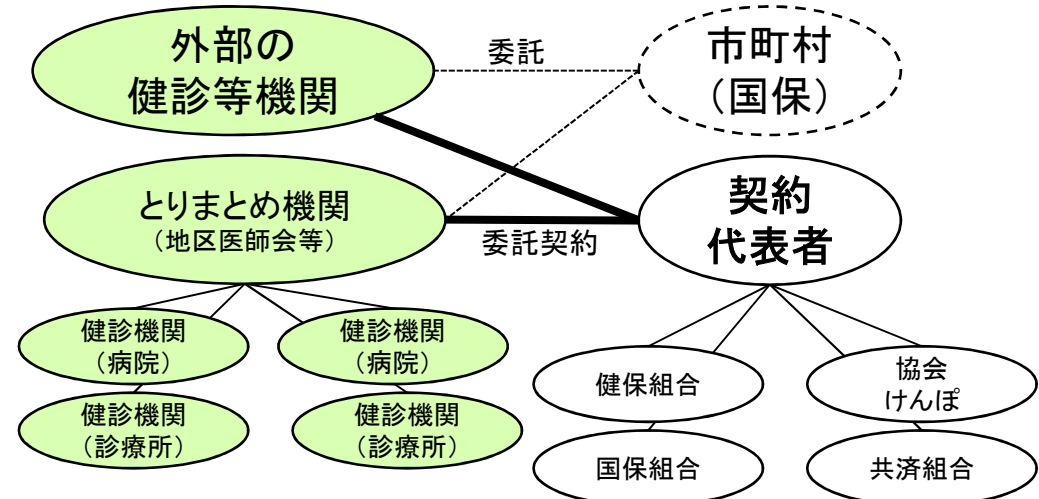 外部の
健診等機関
委託
市町村
（国保）
とりまとめ機関
（地区医師会等）
委託契約
契約
代表者
健診機関
（病院）
健診機関
（病院）
健診機関
（診療所）
健診機関
（診療所）
健保組合
協会
けんぽ
国保組合
共済組合